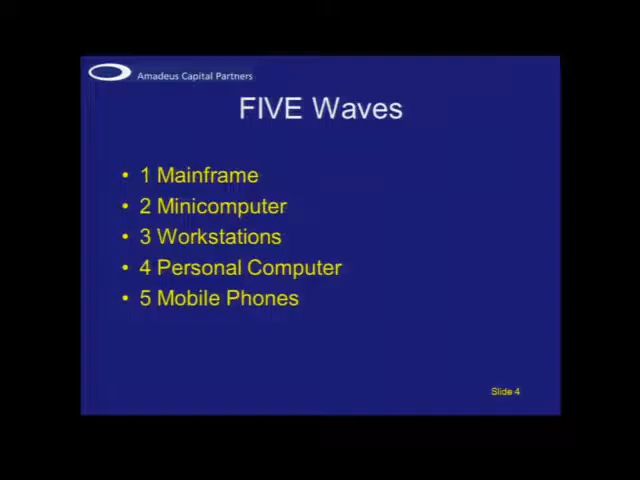 Amadeus Capital Partners
FIVE Waves
• 1 Mainframe
• 2 Minicomputer
• 3 Workstations
• 4 Personal Computer
• 5 Mobile Phones
Slide 4